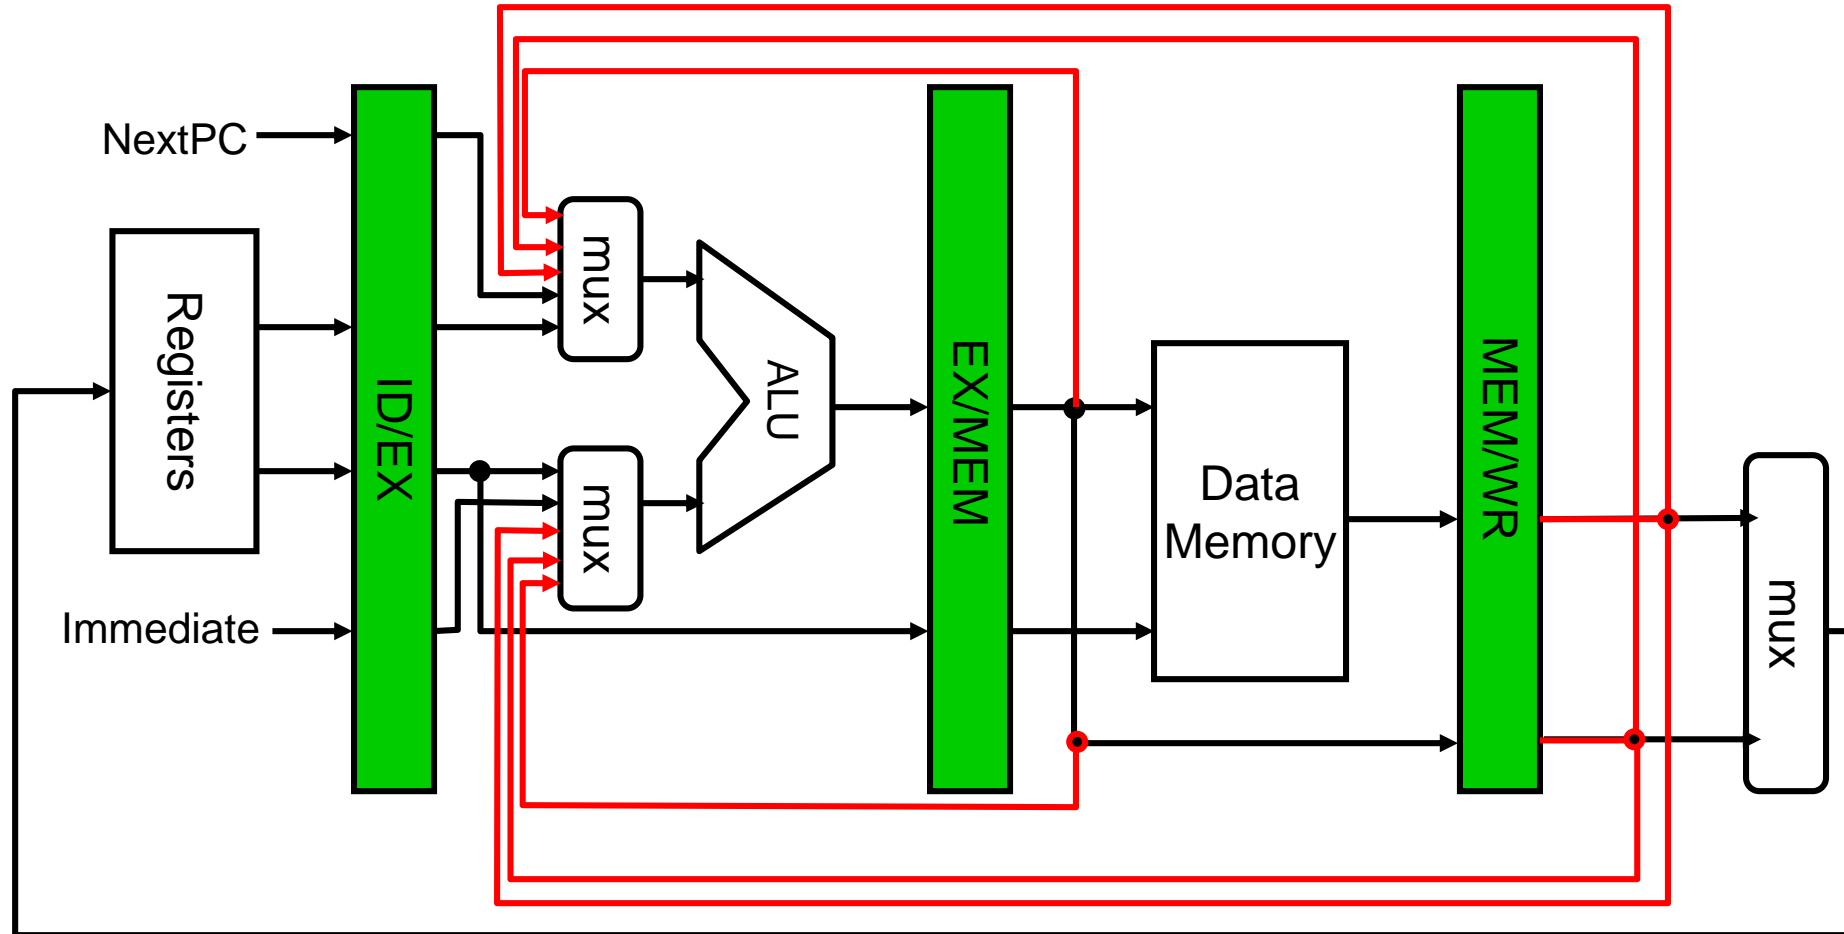 NextPC
Registers
Immediate
ID/EX
mux
mux
ALU
EX/MEM
Data
Memory
MEM/WR
mux